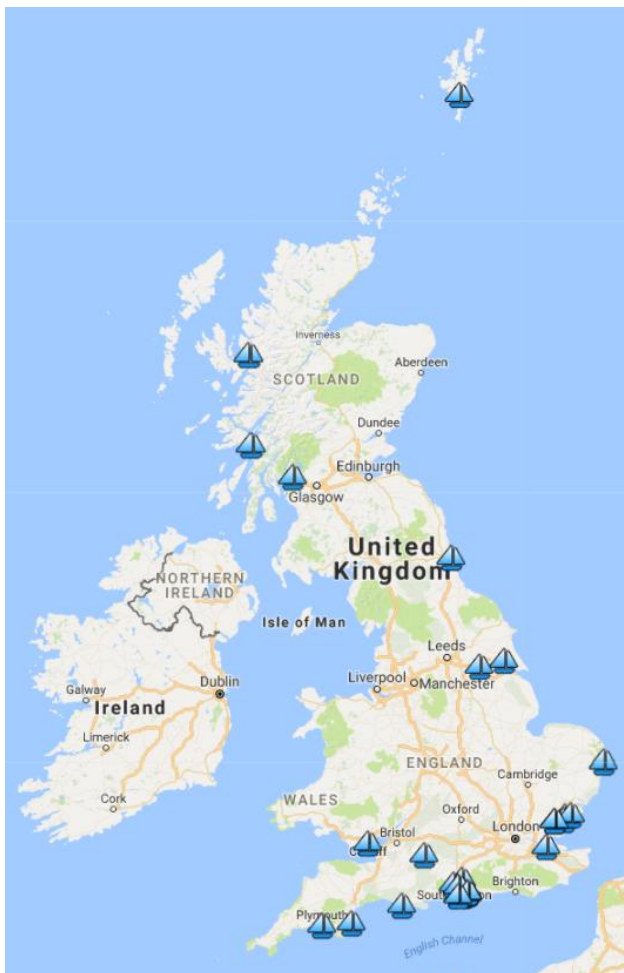 Inverness
Aberdeen
SCOTLAND
Dundee
Edinburgh
Glasgow
United
Kingdom
NORTHERN
IRELAND
Isle of Man
Leeds
Dublin
Liverpool
Manchester
Galway
Ireland
Limerick
ENGLAND
Cambridge
Cork
WALES
Oxford
London
Bristol
Brighton
Plymouth
English Channel